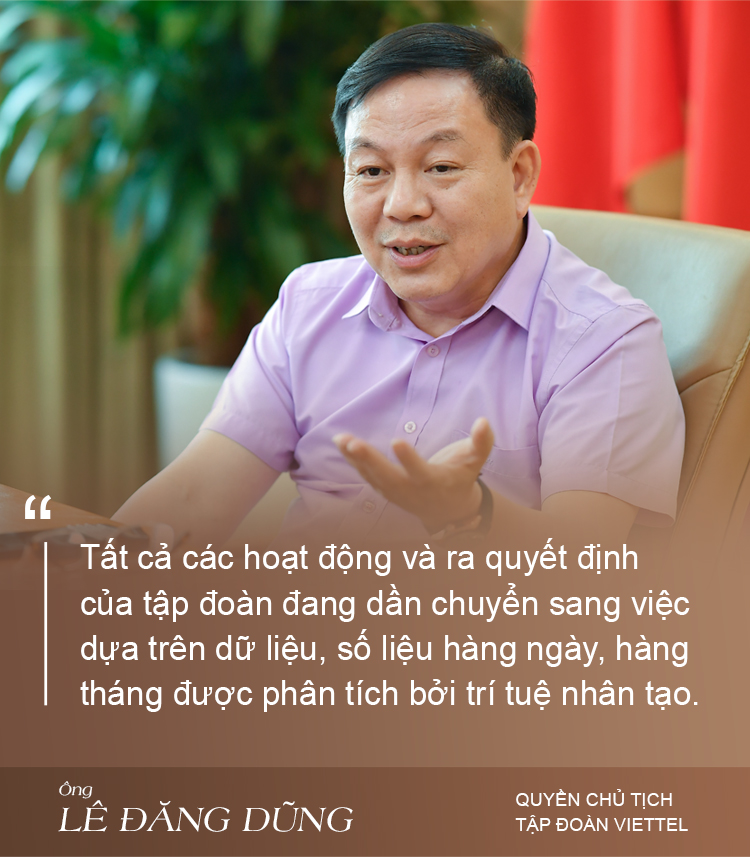 “
Tất cả các hoạt động và ra quyết định
của tập đoàn đang dần chuyển sang việc
dựa trên dữ liệu, số liệu hàng ngày, hàng
tháng được phân tích bởi trí tuệ nhân tạo.
Ông
LÊ ĐĂNG DŨNG
QUYỀN CHỦ TỊCH
TẬP ĐOÀN VIETTEL